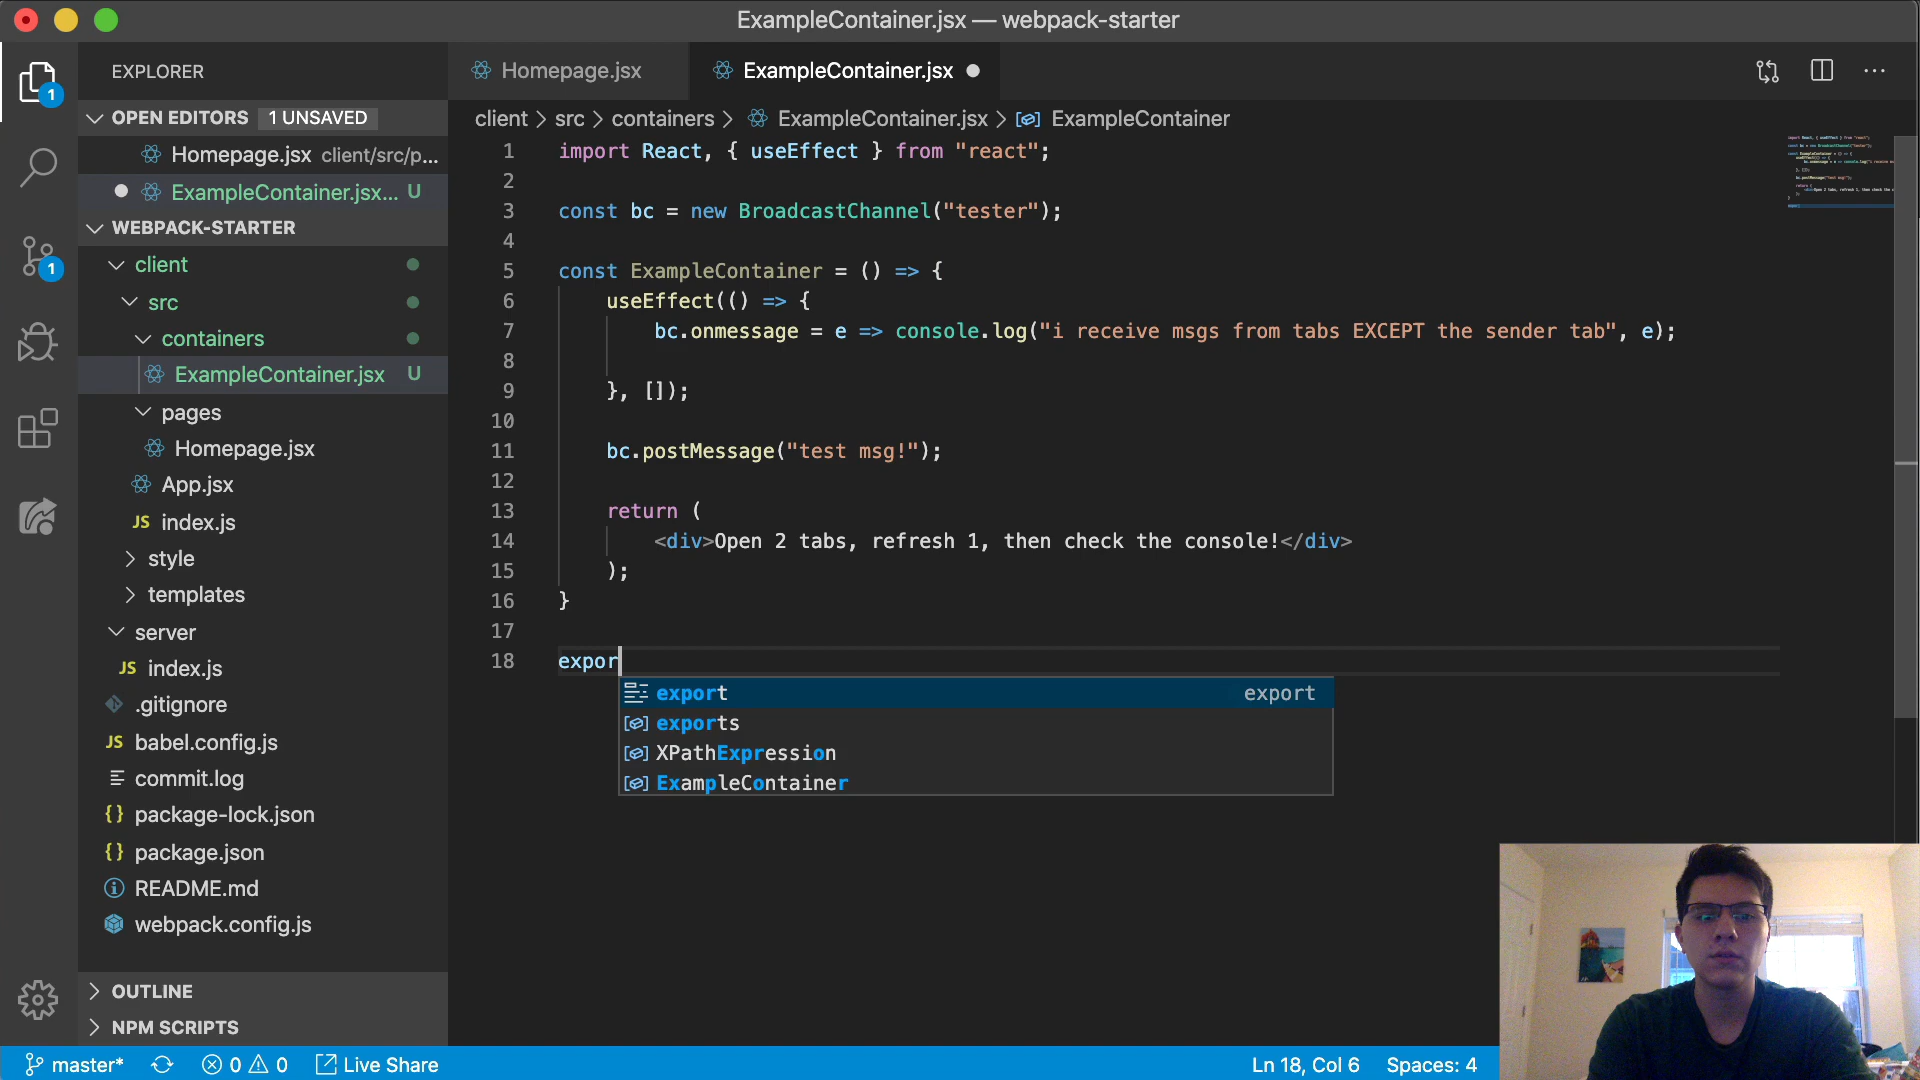 ExampleContainer.jsx — webpack-starter
EXPLORER
Homepage.jsx
ExampleContainer.jsx
1
OPEN EDITORS 1 UNSAVED
Homepage.jsx client/src/p...
ExampleContainer.jsx... U
WEBPACK-STARTER
1
client
src
containers
ExampleContainer.jsx U
pages
Homepage.jsx
App.jsx
JS index.js
style
templates
server
JS index.js
.gitignore
JS babel.config.js
commit.log
{} package-lock.json
{} package.json
README.md
webpack.config.js
OUTLINE
NPM SCRIPTS
client > src > containers > ExampleContainer.jsx > ExampleContainer
1 import React, { useEffect } from "react";
2
3 const bc = new BroadcastChannel("tester");
4
5 const ExampleContainer = () => {
6 useEffect(() => {
7 bc.onmessage = e => console.log("i receive msgs from tabs EXCEPT the sender tab", e);
8
9 }, []);
10
11 bc.postMessage("test msg!");
12
13 return (
14 <div>Open 2 tabs, refresh 1, then check the console!</div>
15 );
16 }
17
18 expor
export export
exports
XPathExpression
ExampleContainer
master* 0 0 Live Share Ln 18, Col 6 Spaces: 4